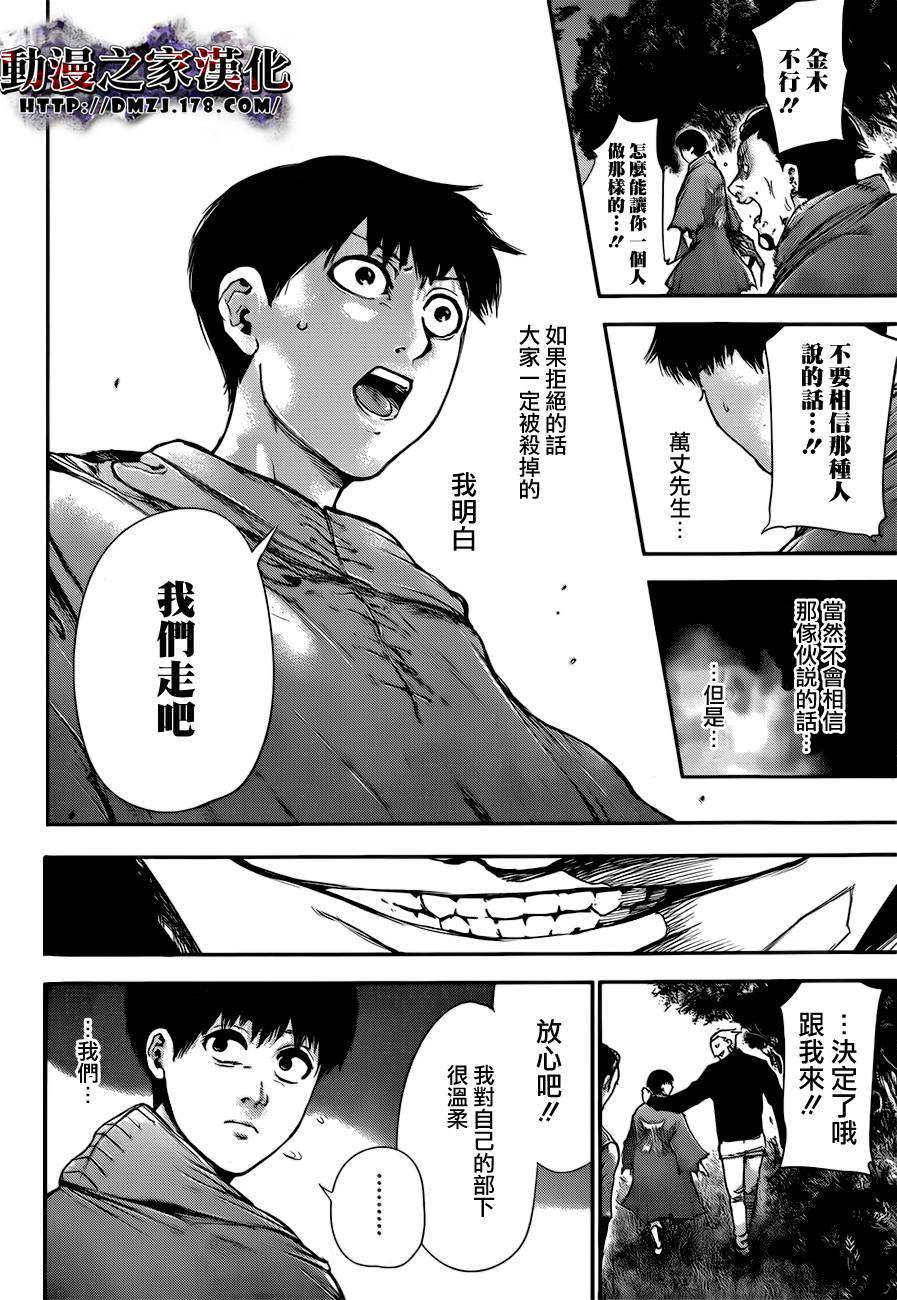 動漫之家漢化
HTTP://DMZJ.178.COM/
金木
不行!!
怎麼能讓你一個人
做那樣的…!!
不要相信那種人
說的話…!!
萬丈先生…
當然不會相信
那傢伙說的話…
…但是…
如果拒絕的話
大家一定被殺掉的
我明白
我們走吧
…決定了哦
跟我來!!
放心吧!!
我對自己的部下
很溫柔
………
…我們…